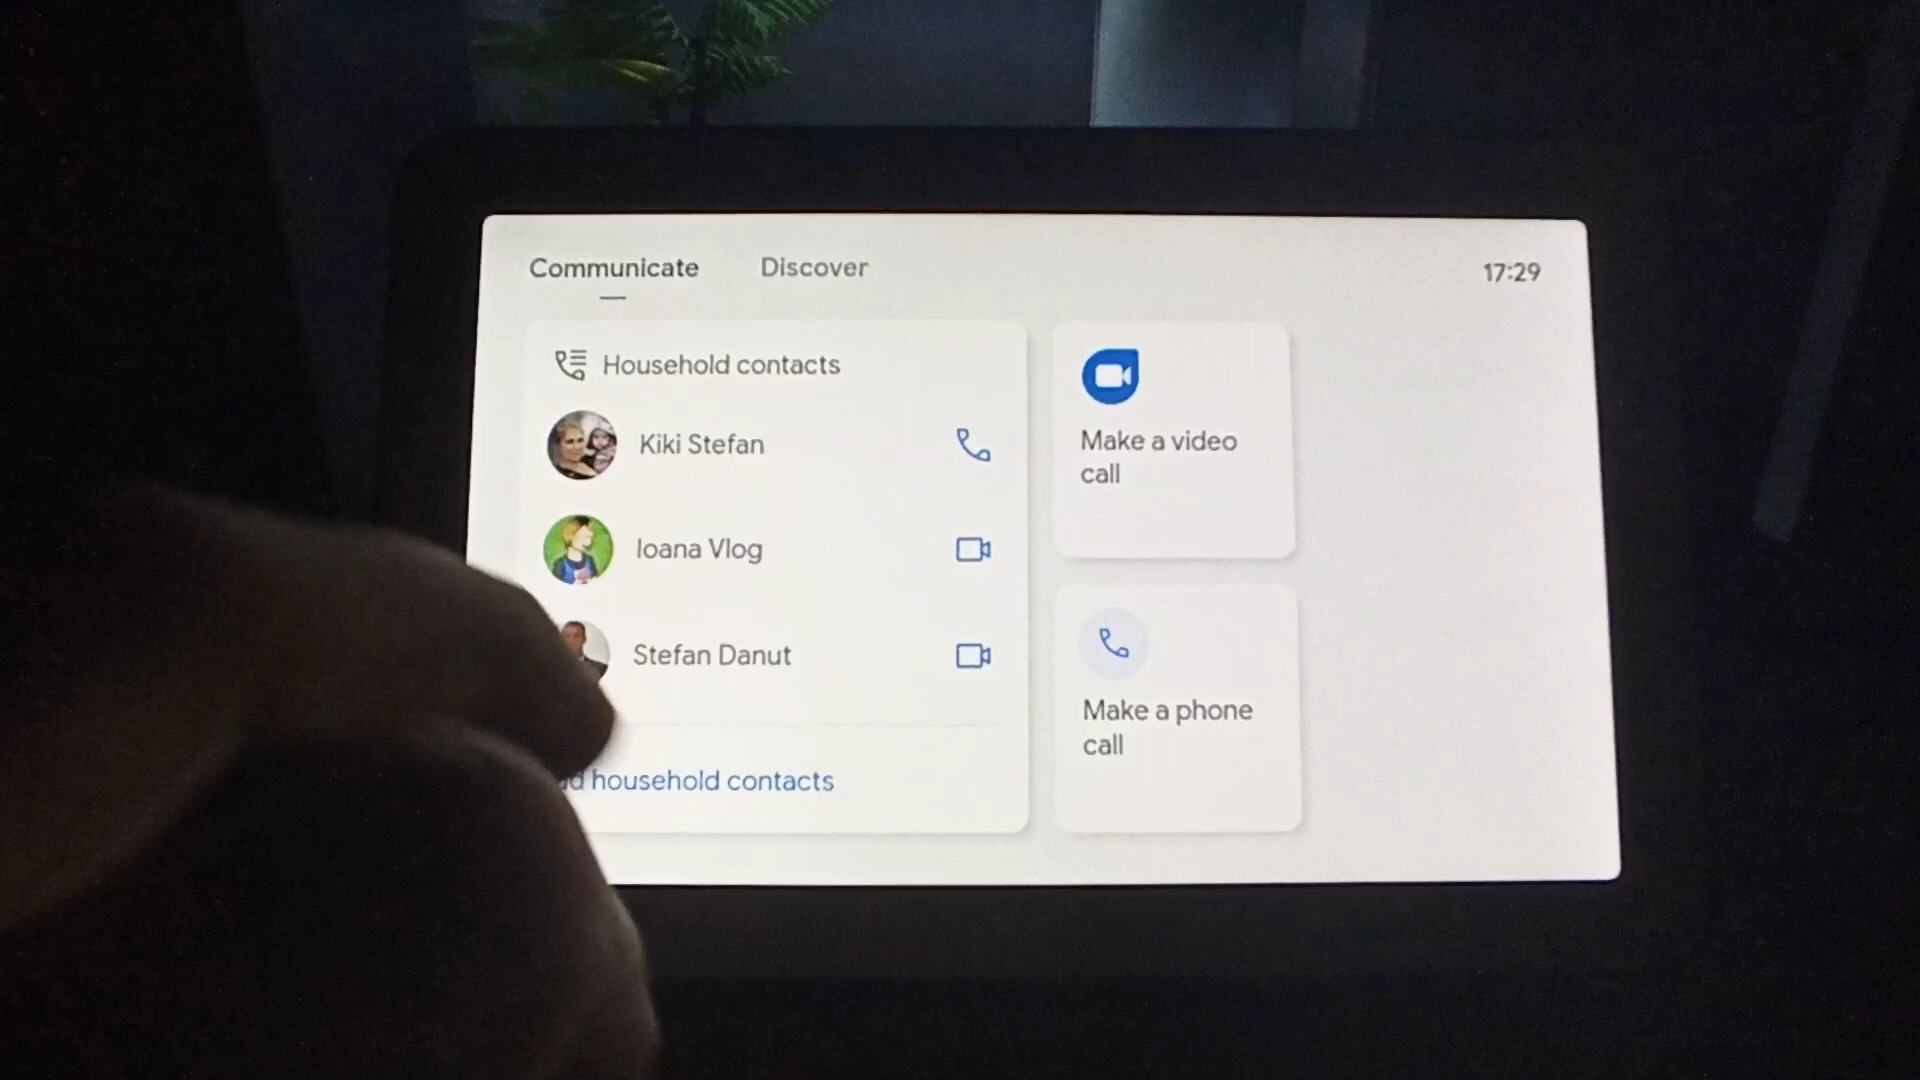 Communicate
Discover
17:29
Household contacts
Kiki Stefan
Ioana Vlog
Stefan Danut
household contacts
Make a video
call
Make a phone
call